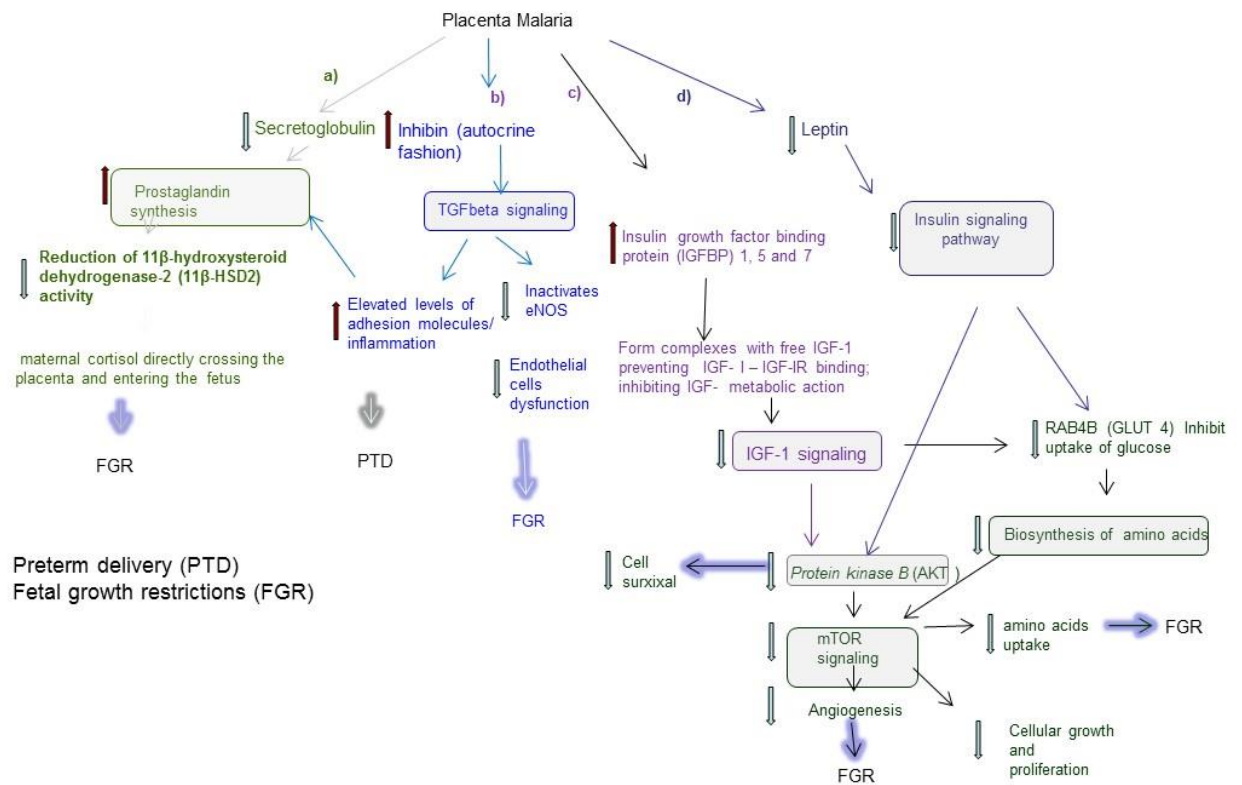 Placenta Malaria
a)
b)
c)
d)
Secretoglobulin
Inhibin (autocrine
fashion)
Leptin
Prostaglandin
synthesis
TGFbeta signaling
Insulin signaling
pathway
Insulin growth factor binding
protein (IGFBP) 1, 5 and 7
Reduction of 11β-hydroxysteroid
dehydrogenase-2 (11β-HSD2)
activity
Elevated levels of
adhesion molecules/
inflammation
Inactivates
eNOS
maternal cortisol directly crossing the
placenta and entering the fetus
Endothelial
cells
dysfunction
Form complexes with free IGF-1
preventing IGF- I – IGF-IR binding;
inhibiting IGF- metabolic action
FGR
PTD
FGR
IGF-1 signaling
RAB4B (GLUT 4) Inhibit
uptake of glucose
Biosynthesis of amino acids
Preterm delivery (PTD)
Fetal growth restrictions (FGR)
Cell
surxixal
Protein kinase B (AKT )
mTOR
signaling
amino acids
uptake
FGR
Angiogenesis
Cellular growth
and
proliferation
FGR